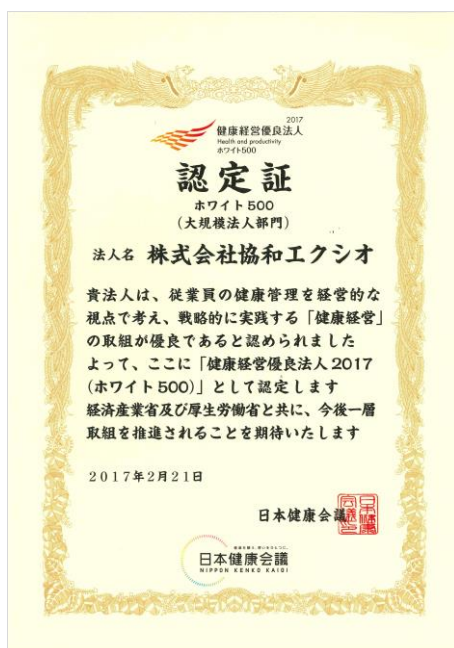 2017
健康経営優良法人
Health and productivity
ホワイト500
認定証
ホワイト500
(大規模法人部門)
法人名 株式会社協和エクシオ
貴法人は、従業員の健康管理を経営的な
視点で考え、戦略的に実践する「健康経営」
の取組が優良であると認められました
よって、ここに「健康経営優良法人2017
(ホワイト500)」として認定します
経済産業省及び厚生労働省と共に、今後一層
取組を推進されることを期待いたします
2017年2月21日
日本健康会議
日本健康会議
NIPPON KENKO KAIGI